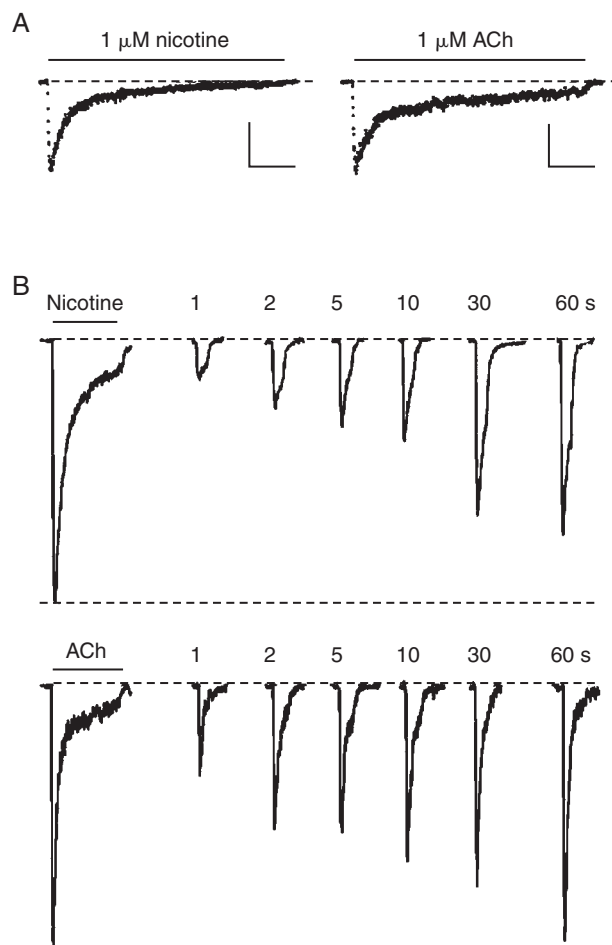 A
1 μM nicotine 1 μM ACh
B
Nicotine 1 2 5 10 30 60 s
ACh 1 2 5 10 30 60 s